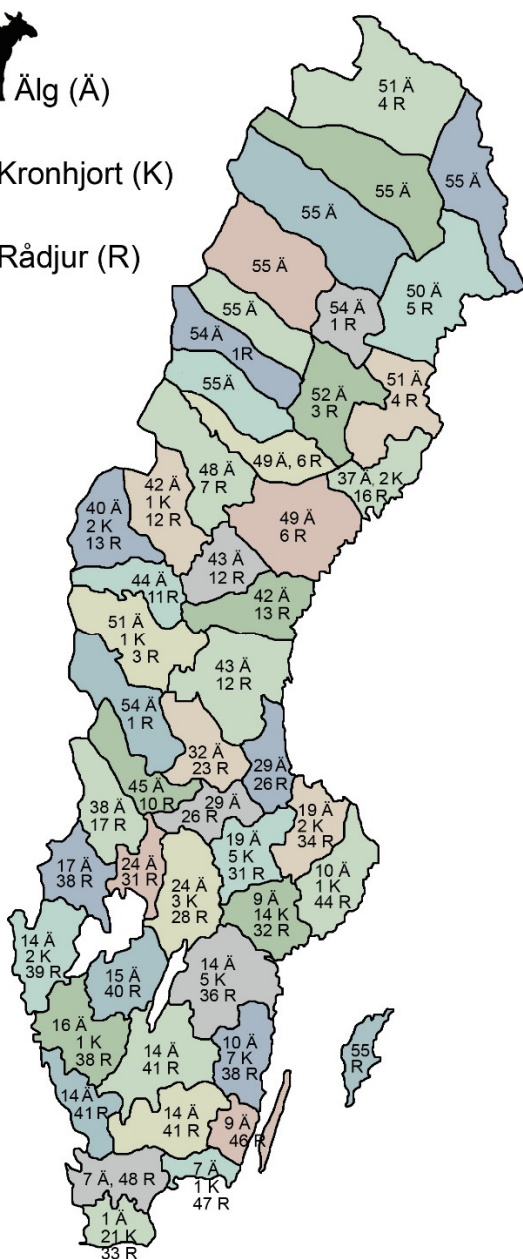 Älg (Ä)
Kronhjort (K)
Rådjur (R)
51 Ä
4 R
55 Ä
55 Ä
55 Ä
55 Ä
50 Ä
5 R
54 Ä
1 R
55 Ä
54 Ä
1R
51 Ä
4 R
52 Ä
3 R
55Ä
49Ä, 6 R
48 Ä
7 R
37 Ä, 2 K
16 R
42 Ä
1 K
12 R
40 Ä
2 K
13 R
49 Ä
6 R
43 Ä
12 R
44 Ä
11 R
42 Ä
13 R
51 Ä
1 K
3 R
43 Ä
12 R
54 Ä
1 R
32 Ä
23 R
29 Ä
26 R
45 Ä
10 R
29 Ä
26 R
38 Ä
17 R
19 Ä
2 K
34 R
19 Ä
5 K
31 R
10 Ä
1 K
44 R
17 Ä
38 R
24 Ä
31 R
24 Ä
3 K
28 R
9 Ä
14 K
32 R
14 Ä
2 K
39 R
15 Ä
40 R
14 Ä
5 K
36 R
16 Ä
1 K
38 R
14 Ä
41 R
10 Ä
7 K
38 R
55
R
14 Ä
41 R
14 Ä
41 R
9 Ä
46 R
7 Ä, 48 R
7 Ä
1 K
47 R
1 Ä
21 K
33 R